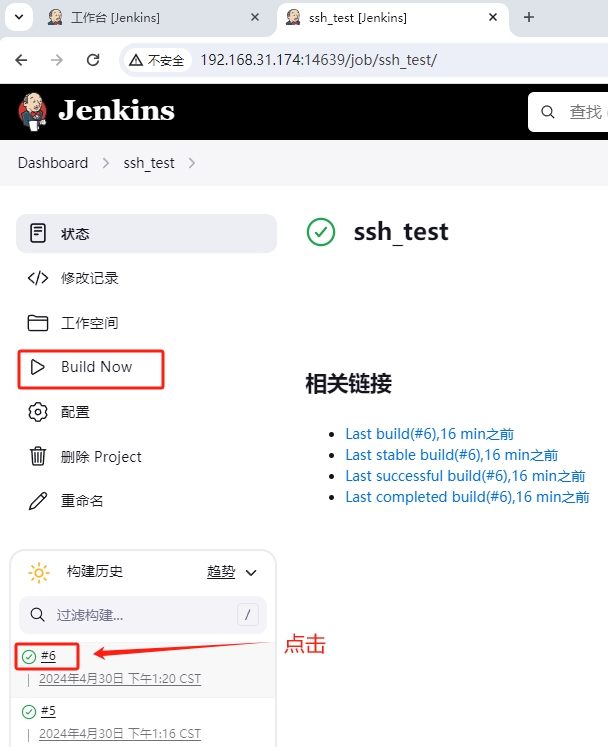 工作台 [Jenkins]
ssh_test [Jenkins]
不安全
192.168.31.174:14639/job/ssh_test/
Jenkins
查找 (
Dashboard
ssh_test
状态
修改记录
工作空间
Build Now
配置
删除 Project
重命名
ssh_test
相关链接
Last build(#6),16 min之前
Last stable build(#6),16 min之前
Last successful build(#6),16 min之前
Last completed build(#6),16 min之前
构建历史
趋势
过滤构建...
/
#6
点击
2024年4月30日 下午1:20 CST
#5
2024年4月30日 下午1:16 CST